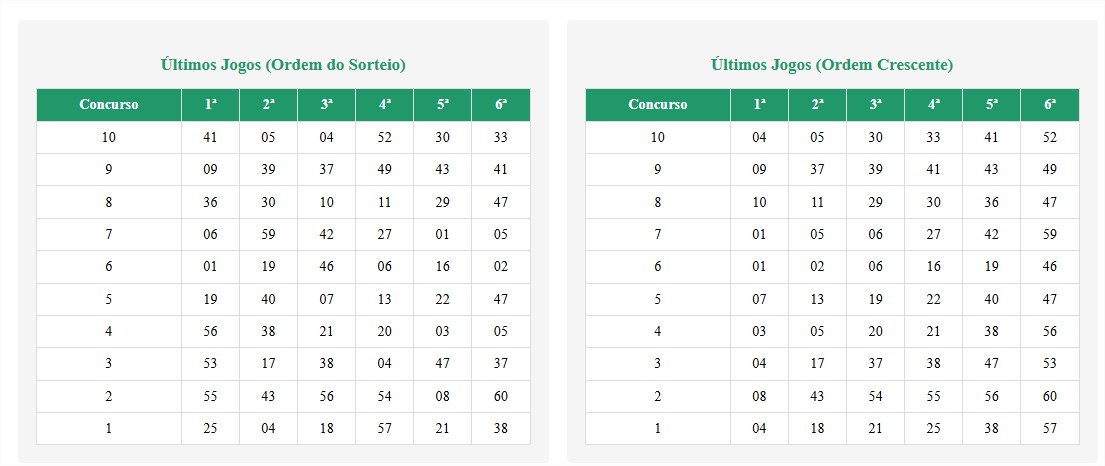 Últimos Jogos (Ordem do Sorteio)
Concurso 1ª 2ª 3ª 4ª 5ª 6ª
10 41 05 04 52 30 33
9 09 39 37 49 43 41
8 36 30 10 11 29 47
7 06 59 42 27 01 05
6 01 19 46 06 16 02
5 19 40 07 13 22 47
4 56 38 21 20 03 05
3 53 17 38 04 47 37
2 55 43 56 54 08 60
1 25 04 18 57 21 38
Últimos Jogos (Ordem Crescente)
Concurso 1ª 2ª 3ª 4ª 5ª 6ª
10 04 05 30 33 41 52
9 09 37 39 41 43 49
8 10 11 29 30 36 47
7 01 05 06 27 42 59
6 01 02 06 16 19 46
5 07 13 19 22 40 47
4 03 05 20 21 38 56
3 04 17 37 38 47 53
2 08 43 54 55 56 60
1 04 18 21 25 38 57